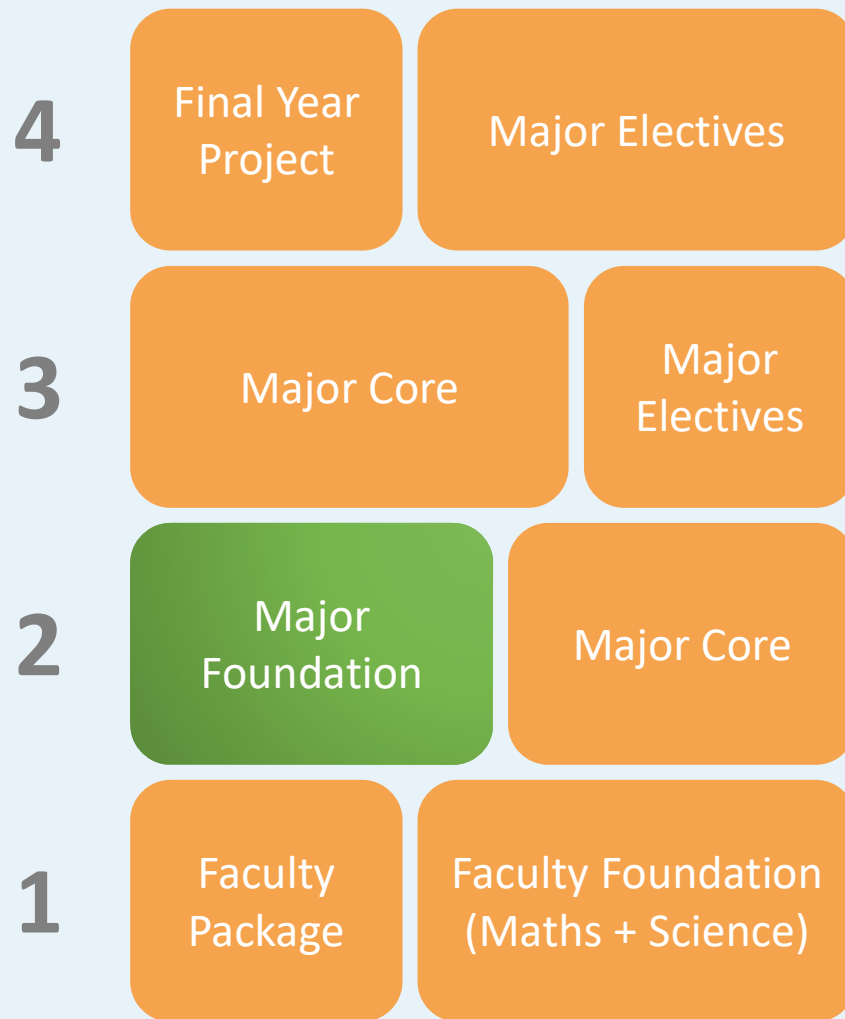 4
Final Year
Project
Major Electives
3
Major Core
Major
Electives
2
Major
Foundation
Major Core
1
Faculty
Package
Faculty Foundation
(Maths + Science)